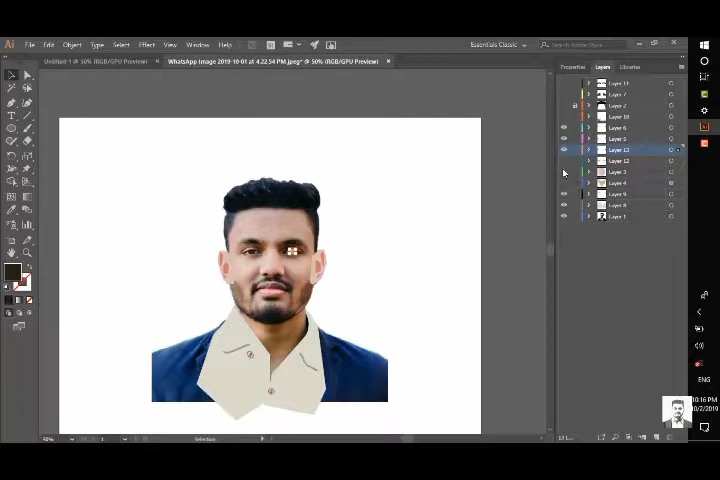 Ai File Edit Object Type Select Effect View Window Help Essentials Classic Search Adobe Stock
Untitled-1 @ 50% (RGB/GPU Preview) WhatsApp Image 2019-10-01 at 4.22.54 PM.jpeg* @ 50% (RGB/GPU Preview)
Properties Layers Libraries
Layer 11
Layer 7
Layer 2
Layer 10
Layer 6
Layer 5
Layer 13
Layer 12
Layer 3
Layer 4
Layer 9
Layer 8
Layer 1
ENG
10:16 PM
10/2/2019
50% 1 Selection